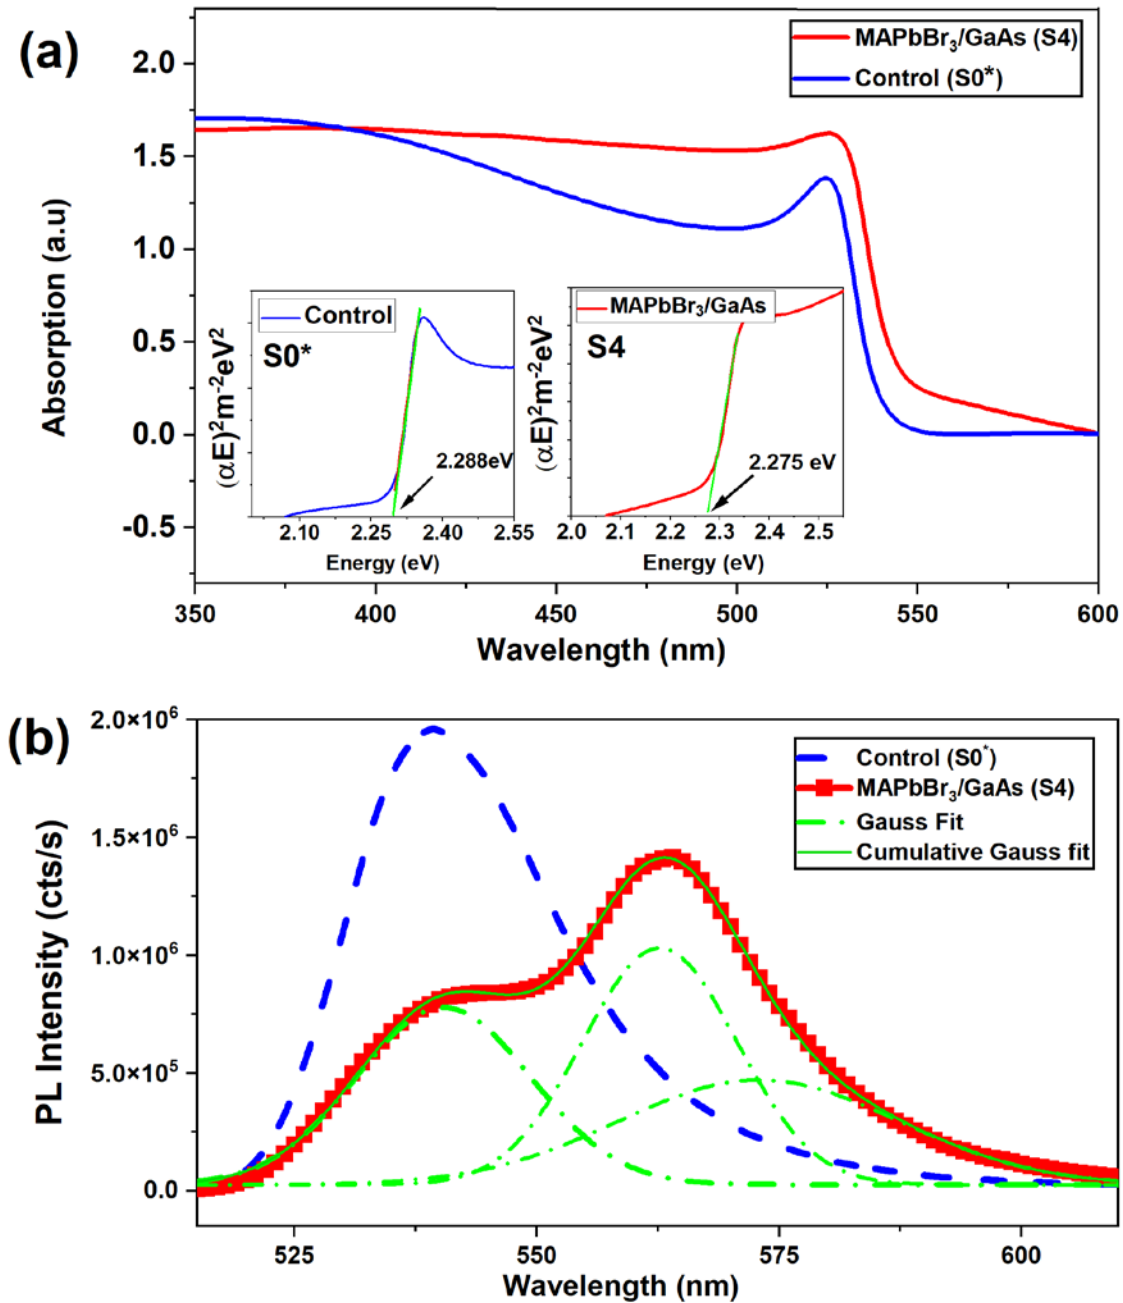 (a)
MAPbBr₃/GaAs (S4)
Control (S0*)
2.0
1.5
1.0
0.5
0.0
-0.5
Absorption (a.u)
Control
S0*
(αE)²m⁻²eV²
2.288eV
2.10 2.25 2.40 2.55
Energy (eV)
MAPbBr₃/GaAs
S4
(αE)²m⁻²eV²
2.275 eV
2.0 2.1 2.2 2.3 2.4 2.5
Energy (eV)
350 400 450 500 550 600
Wavelength (nm)
(b)
Control (S0*)
MAPbBr₃/GaAs (S4)
Gauss Fit
Cumulative Gauss fit
2.0×10⁶
1.5×10⁶
1.0×10⁶
5.0×10⁵
0.0
PL Intensity (cts/s)
525 550 575 600
Wavelength (nm)